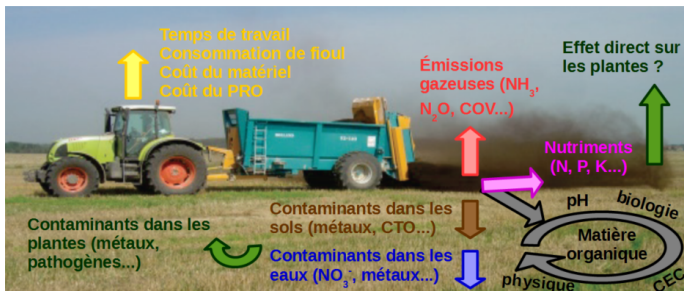 Temps de travail
Consommation de fioul
Coût du matériel
Coût du PRO
Émissions
gazeuses (NH₃,
N₂O, COV...)
Effet direct sur
les plantes ?
Nutriments
(N, P, K...)
Contaminants dans les
plantes (métaux,
pathogènes...)
Contaminants dans les
sols (métaux, CTO...)
Contaminants dans les
eaux (NO₃⁻, métaux...)
pH
biologie
Matière
organique
physique
CEC